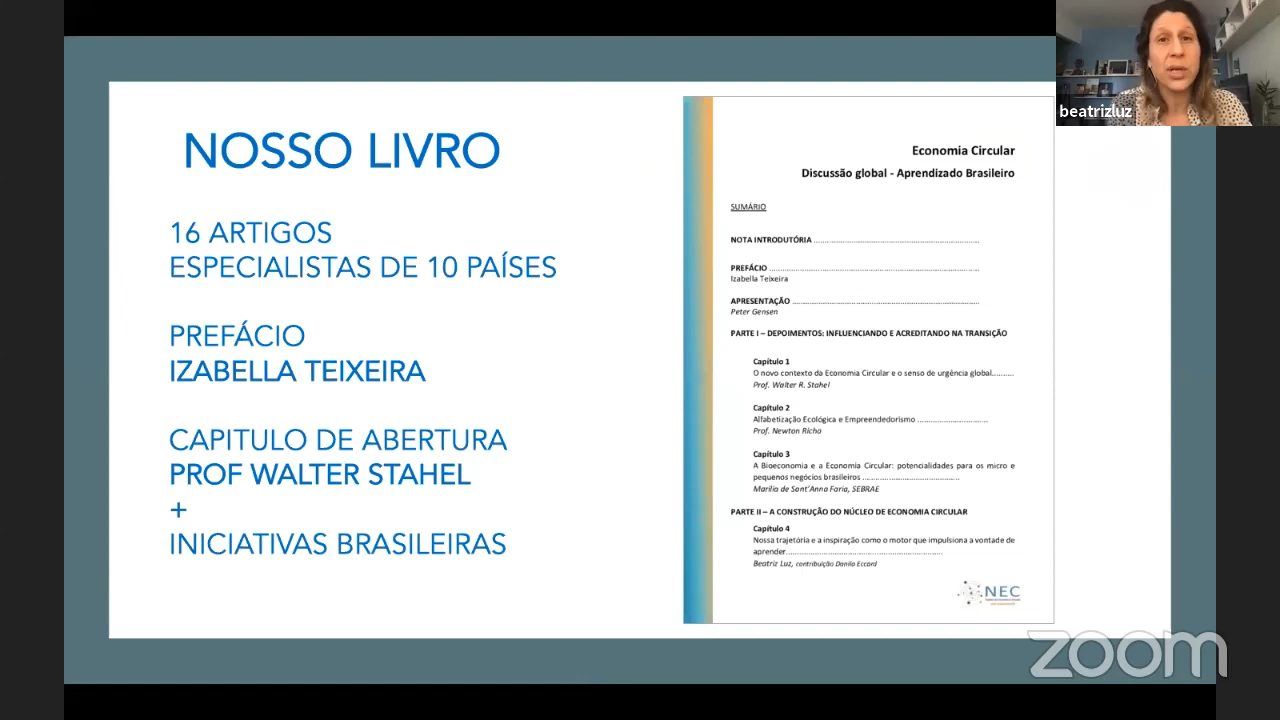 NOSSO LIVRO
16 ARTIGOS
ESPECIALISTAS DE 10 PAÍSES
PREFÁCIO
IZABELLA TEIXEIRA
CAPITULO DE ABERTURA
PROF WALTER STAHEL
+
INICIATIVAS BRASILEIRAS
Economia Circular
Discussão global - Aprendizado Brasileiro
SUMÁRIO
NOTA INTRODUTÓRIA
PREFÁCIO
Izabella Teixeira
APRESENTAÇÃO
Peter Gensen
PARTE I – DEPOIMENTOS: INFLUENCIANDO E ACREDITANDO NA TRANSIÇÃO
Capítulo 1
O novo contexto da Economia Circular e o senso de urgência global
Prof. Walter R. Stahel
Capítulo 2
Alfabetização Ecológica e Empreendedorismo
Prof. Newton Richa
Capítulo 3
A Bioeconomia e a Economia Circular: potencialidades para os micro e
pequenos negócios brasileiros
Marília de Sant'Anna Faria, SEBRAE
PARTE II – A CONSTRUÇÃO DO NÚCLEO DE ECONOMIA CIRCULAR
Capítulo 4
Nossa trajetória e a inspiração como o motor que impulsiona a vontade de
aprender
Beatriz Luz, contribuição Danila Eccard
NEC
beatrizluz
zoom